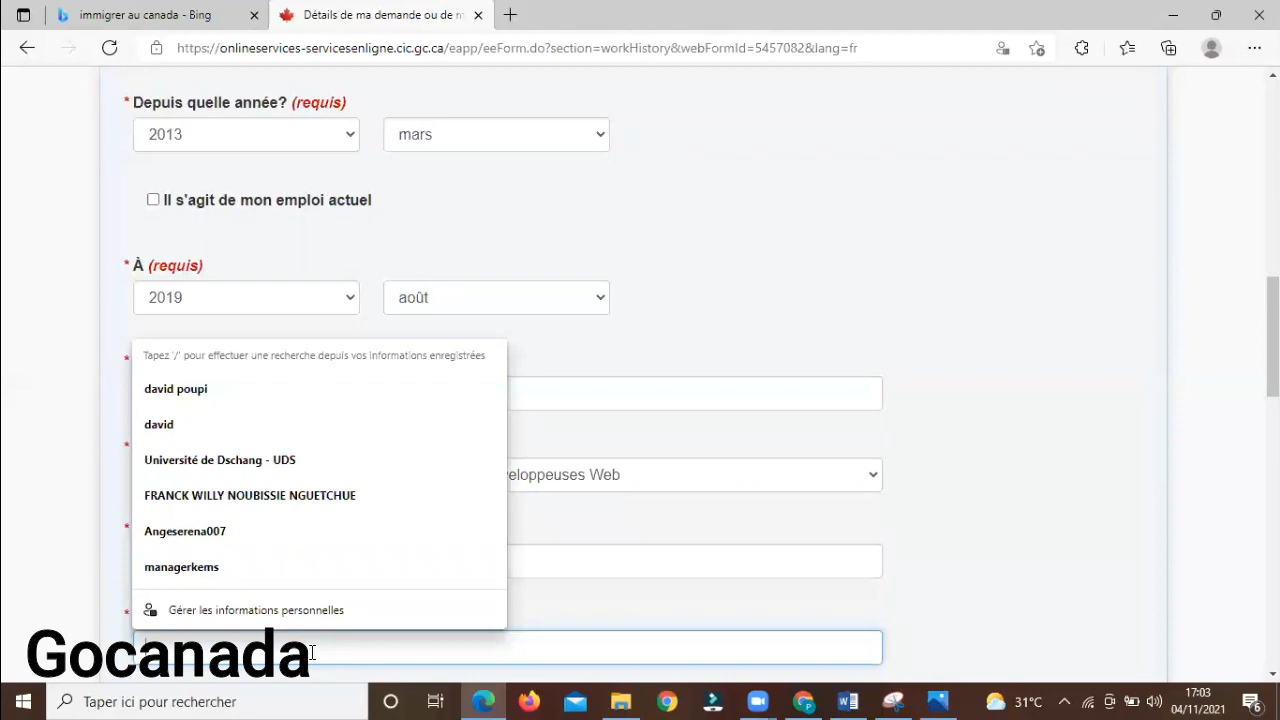 immigrer au canada - Bing
Détails de ma demande ou de m
https://onlineservices-servicesenligne.cic.gc.ca/eapp/eeForm.do?section=workHistory&webFormId=5457082&lang=fr
* Depuis quelle année? (requis)
2013
mars
Il s'agit de mon emploi actuel
* À (requis)
2019
août
*
Tapez '/' pour effectuer une recherche depuis vos informations enregistrées
david poupi
david
*
Université de Dschang - UDS
eloppeuses Web
FRANCK WILLY NOUBISSIE NGUETCHUE
*
Angeserena007
managerkems
*
Gérer les informations personnelles
Gocanada
Taper ici pour rechercher
31°C
17:03
04/11/2021
6